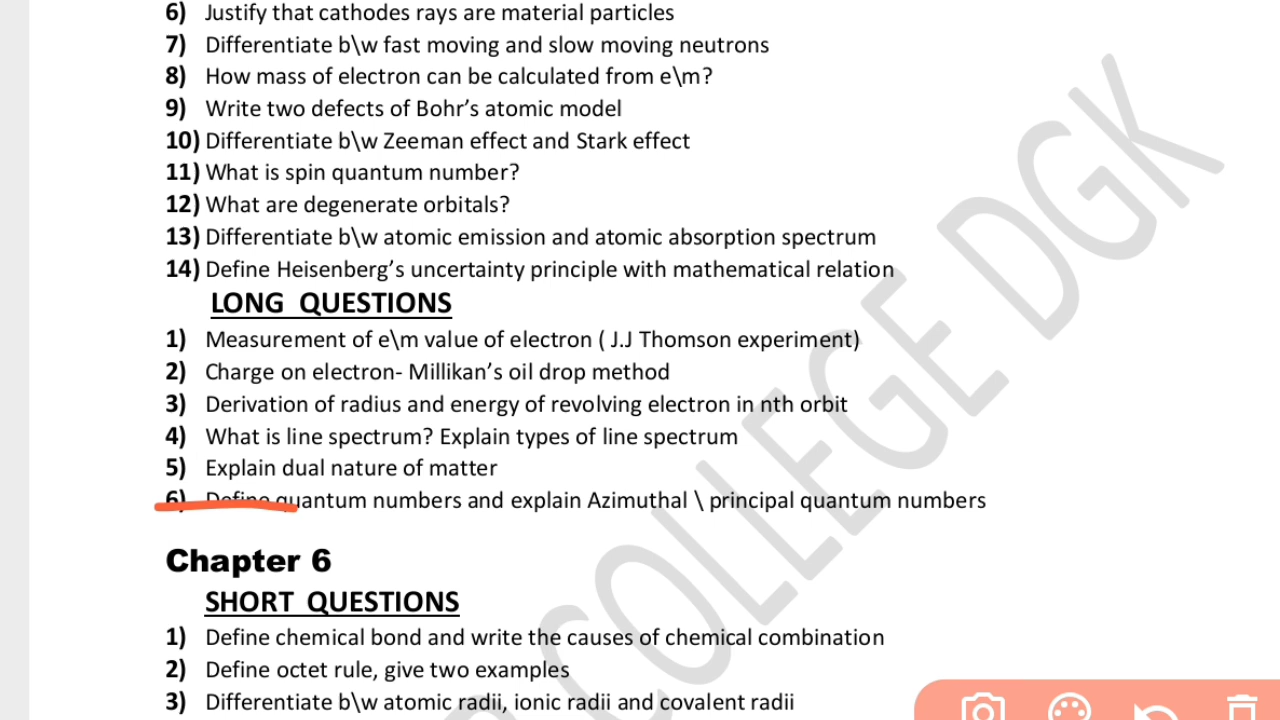 6) Justify that cathodes rays are material particles
7) Differentiate b\w fast moving and slow moving neutrons
8) How mass of electron can be calculated from e\m?
9) Write two defects of Bohr’s atomic model
10) Differentiate b\w Zeeman effect and Stark effect
11) What is spin quantum number?
12) What are degenerate orbitals?
13) Differentiate b\w atomic emission and atomic absorption spectrum
14) Define Heisenberg’s uncertainty principle with mathematical relation
LONG QUESTIONS
1) Measurement of e\m value of electron ( J.J Thomson experiment)
2) Charge on electron- Millikan’s oil drop method
3) Derivation of radius and energy of revolving electron in nth orbit
4) What is line spectrum? Explain types of line spectrum
5) Explain dual nature of matter
6) Define quantum numbers and explain Azimuthal \ principal quantum numbers
Chapter 6
SHORT QUESTIONS
1) Define chemical bond and write the causes of chemical combination
2) Define octet rule, give two examples
3) Differentiate b\w atomic radii, ionic radii and covalent radii
COLLEGE DGK